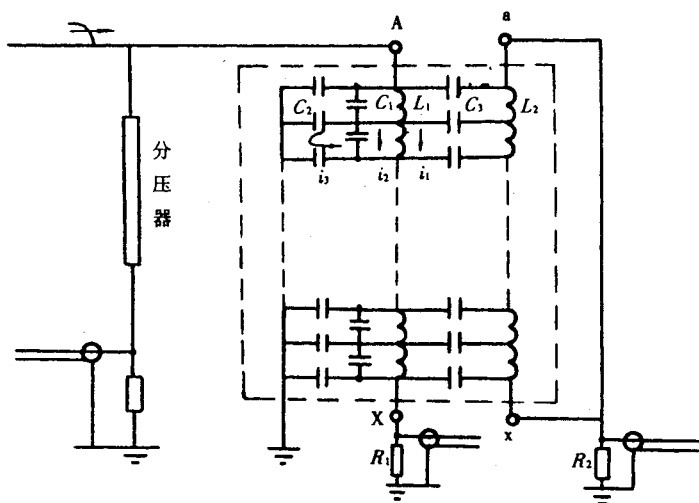 A
a
C₂
C₁
L₁
C₃
L₂
分压器
i₃
i₂
i₁
X
x
R₁
R₂